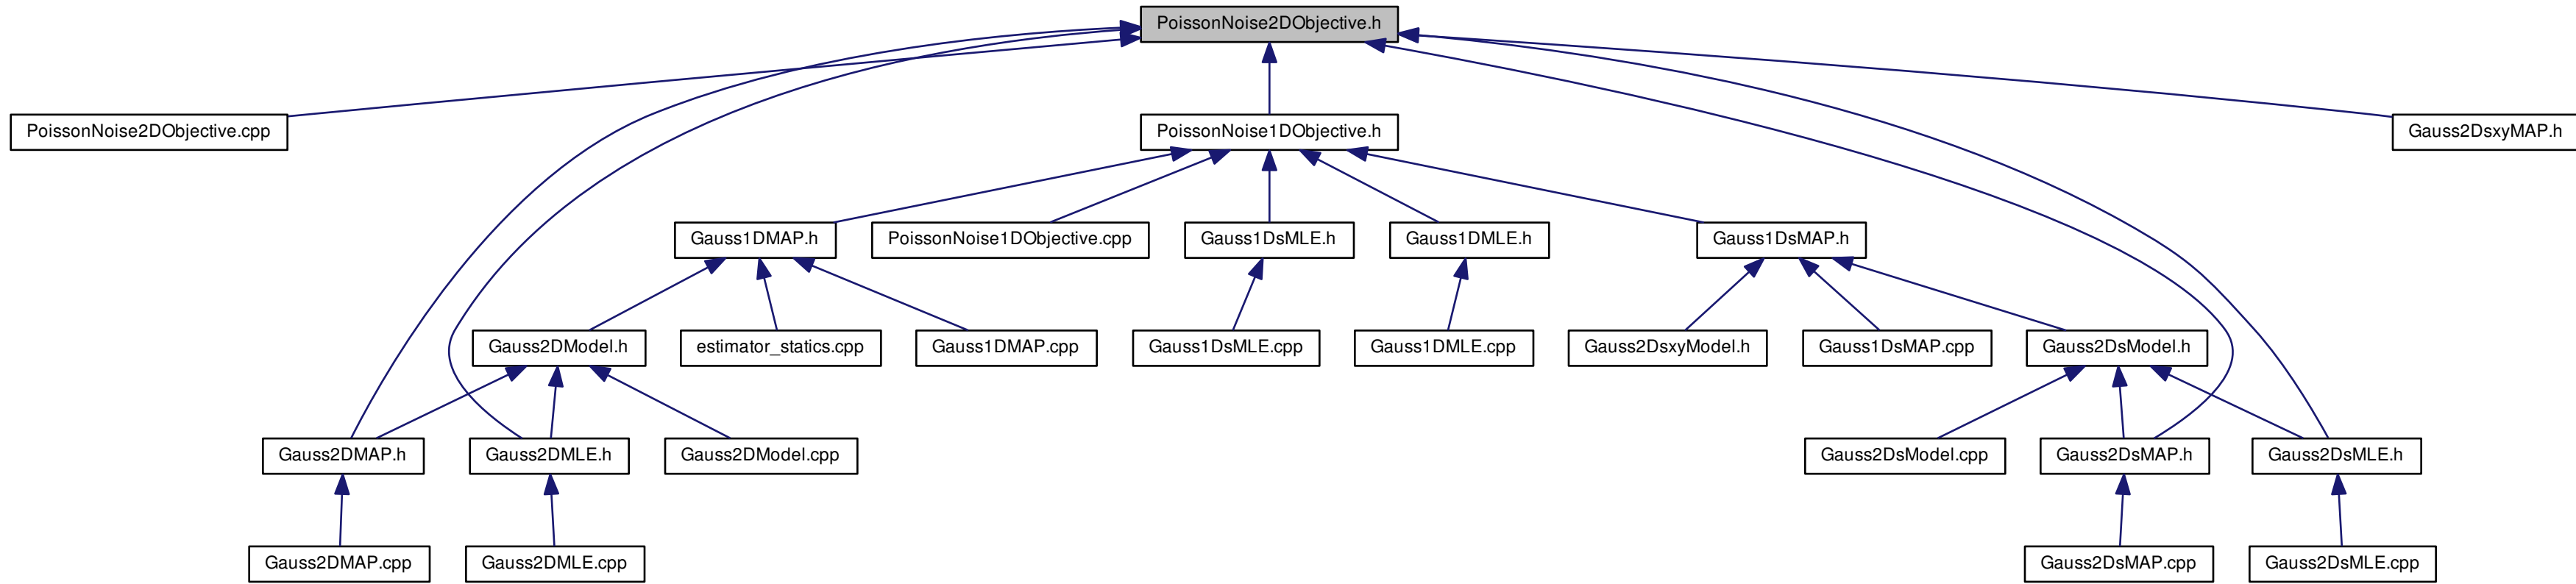 PoissonNoise2DObjective.h
PoissonNoise2DObjective.cpp
PoissonNoise1DObjective.h
Gauss2DsxyMAP.h
Gauss1DMAP.h
PoissonNoise1DObjective.cpp
Gauss1DsMLE.h
Gauss1DMLE.h
Gauss1DsMAP.h
Gauss2DModel.h
estimator_statics.cpp
Gauss1DMAP.cpp
Gauss1DsMLE.cpp
Gauss1DMLE.cpp
Gauss2DsxyModel.h
Gauss1DsMAP.cpp
Gauss2DsModel.h
Gauss2DMAP.h
Gauss2DMLE.h
Gauss2DModel.cpp
Gauss2DsModel.cpp
Gauss2DsMAP.h
Gauss2DsMLE.h
Gauss2DMAP.cpp
Gauss2DMLE.cpp
Gauss2DsMAP.cpp
Gauss2DsMLE.cpp